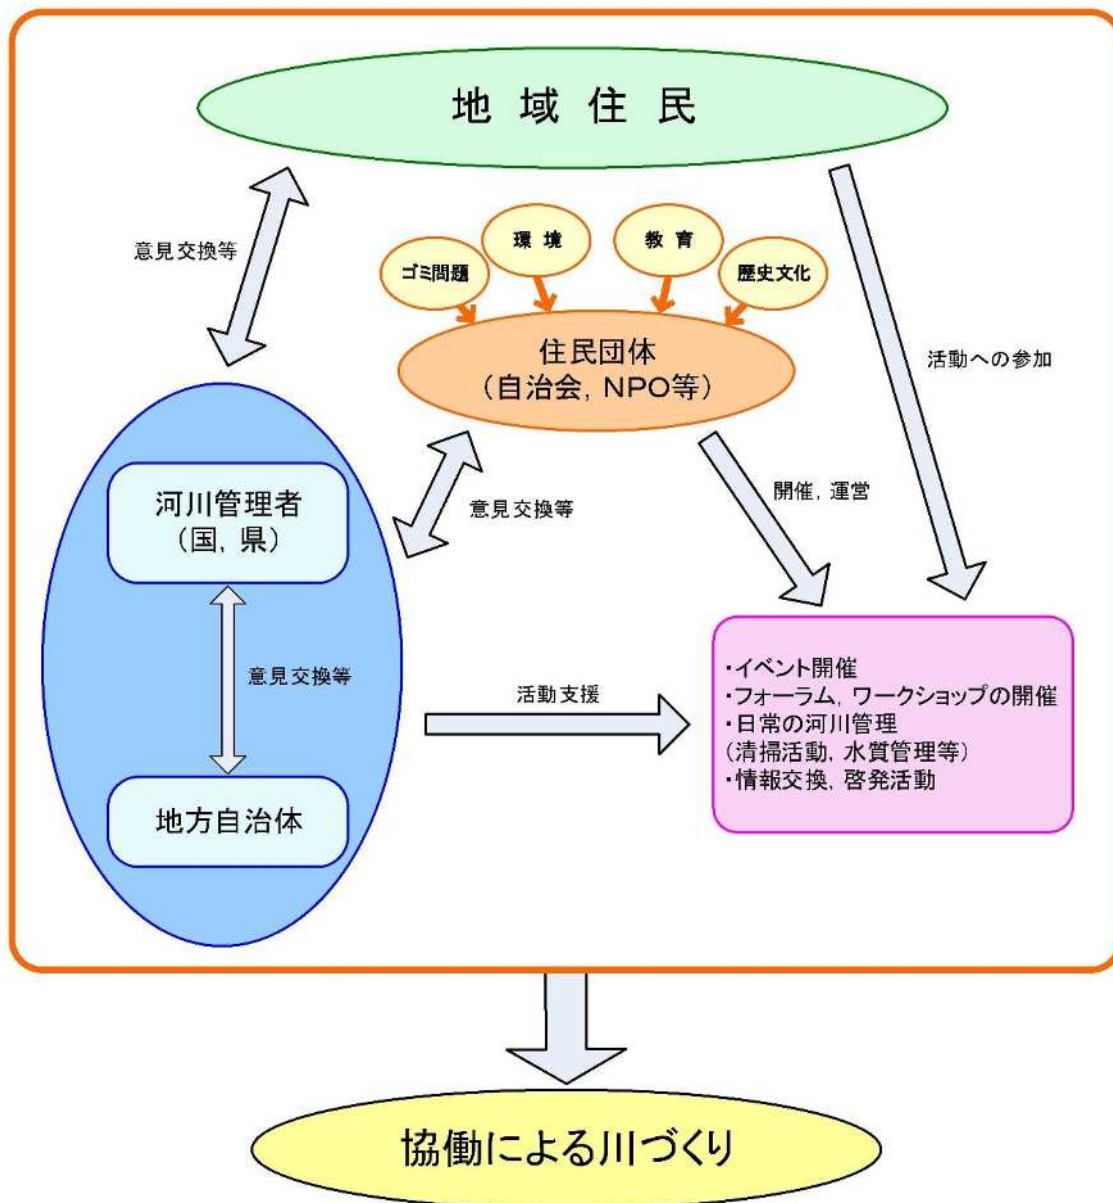 地域住民
意見交換等
環境
教育
ゴミ問題
歴史文化
住民団体
（自治会，NPO等）
活動への参加
河川管理者
（国，県）
意見交換等
開催，運営
意見交換等
活動支援
・イベント開催
・フォーラム，ワークショップの開催
・日常の河川管理
（清掃活動，水質管理等）
・情報交換，啓発活動
地方自治体
協働による川づくり